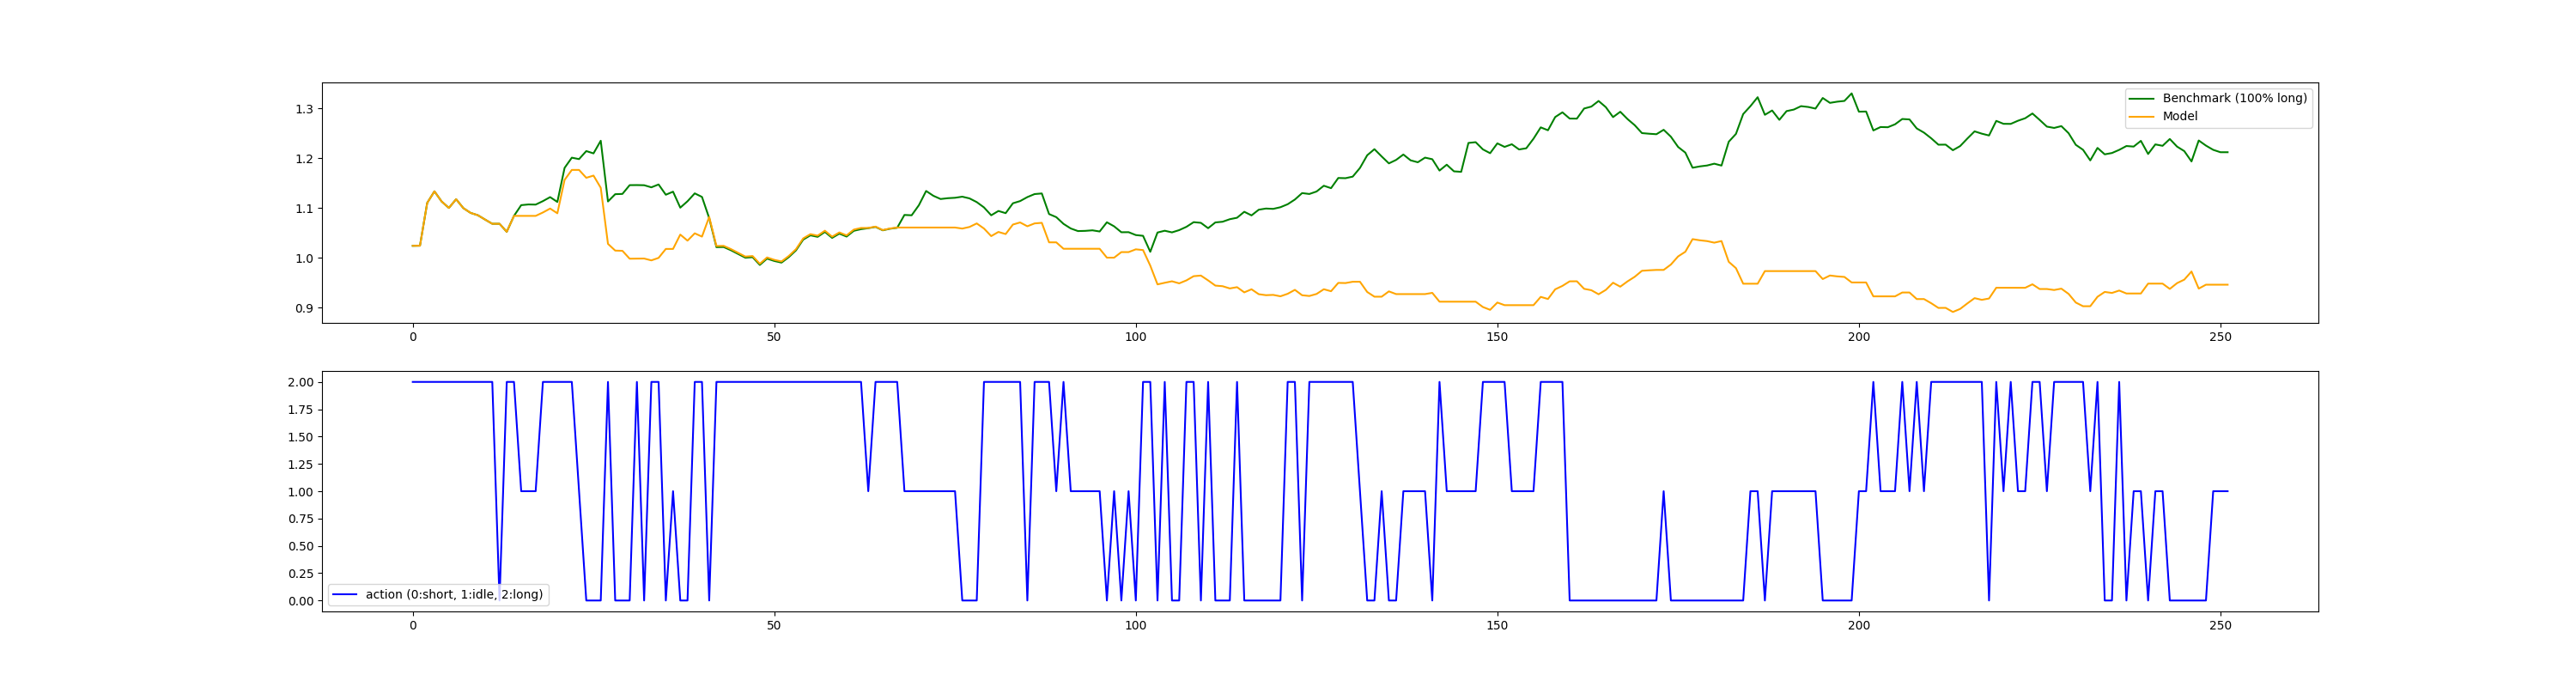 1.3
1.2
1.1
1.0
0.9
Benchmark (100% long)
Model
0 50 100 150 200 250
2.00
1.75
1.50
1.25
1.00
0.75
0.50
0.25
0.00
action (0:short, 1:idle, 2:long)
0 50 100 150 200 250